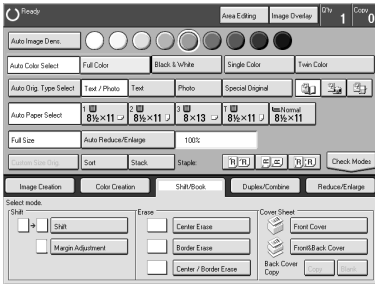 Ready Area Editing Image Overlay Q'ty 1 Copy 0
Auto Image Dens.
Auto Color Select Full Color Black & White Single Color Twin Color
Auto Orig. Type Select Text / Photo Text Photo Special Original
Auto Paper Select 1 8½×11 2 8½×11 3 8×13 T 8½×11 Normal 8½×11
Full Size Auto Reduce/Enlarge 100%
Custom Size Orig. Sort Stack Staple: R R R R Check Modes
Image Creation Color Creation Shift/Book Duplex/Combine Reduce/Enlarge
Select mode.
Shift Erase Cover Sheet
Shift Center Erase Front Cover
Margin Adjustment Border Erase Front&Back Cover
Center / Border Erase Back Cover Copy Copy Blank